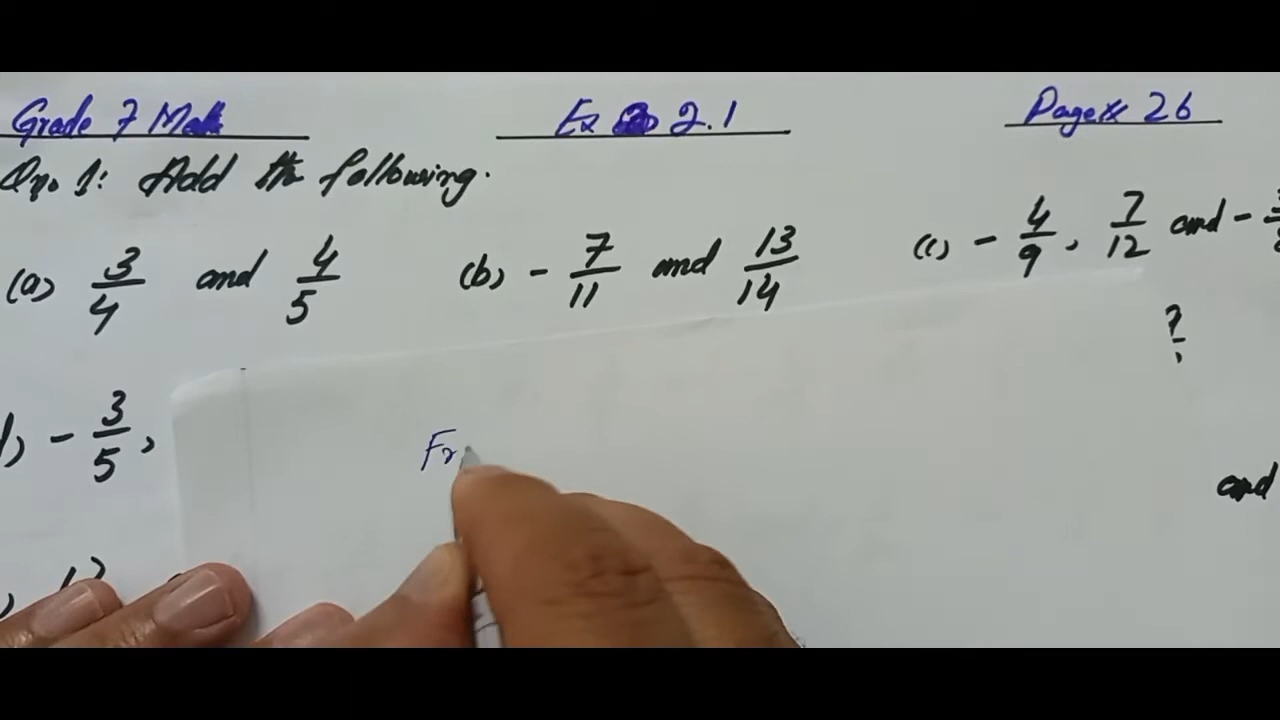 Grade 7 Math Ex 2.1 Page 26
Qno 1: Add the following.
(a) 3/4 and 4/5 (b) - 7/11 and 13/14 (c) - 4/9, 7/12 and -
?
- 3/5,
Fr
and